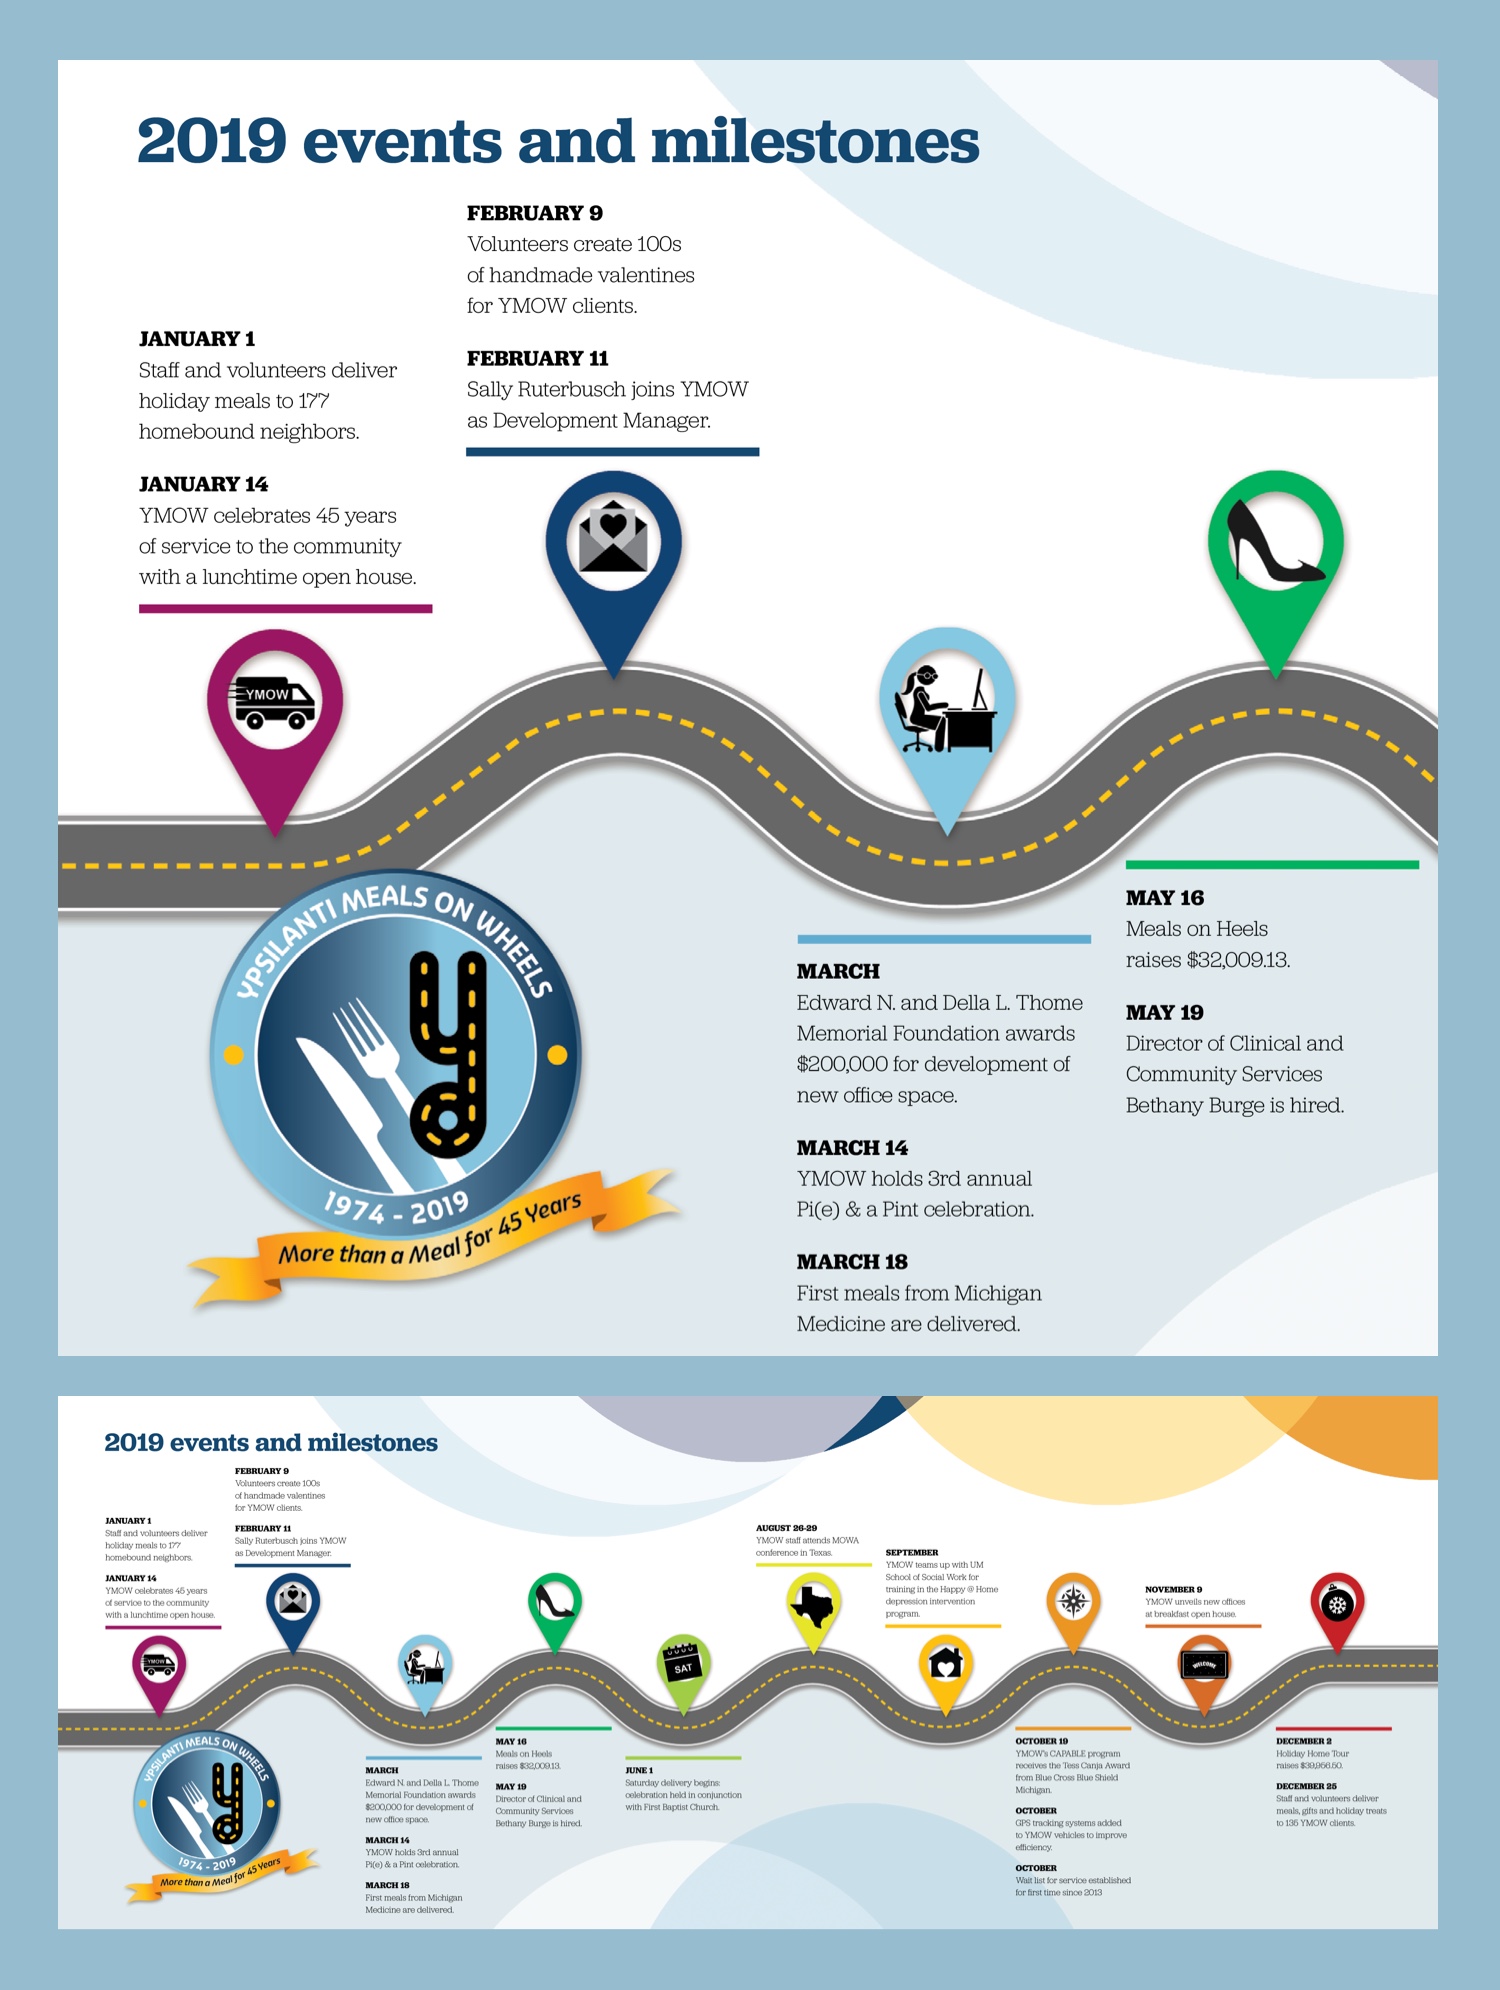 2019 events and milestones
JANUARY 1
Staff and volunteers deliver
holiday meals to 177
homebound neighbors.
JANUARY 14
YMOW celebrates 45 years
of service to the community
with a lunchtime open house.
FEBRUARY 9
Volunteers create 100s
of handmade valentines
for YMOW clients.
FEBRUARY 11
Sally Ruterbusch joins YMOW
as Development Manager.
YMOW
YPSILANTI MEALS ON WHEELS
y
1974 - 2019
More than a Meal for 45 Years
MARCH
Edward N. and Della L. Thome
Memorial Foundation awards
$200,000 for development of
new office space.
MARCH 14
YMOW holds 3rd annual
Pi(e) & a Pint celebration.
MARCH 18
First meals from Michigan
Medicine are delivered.
MAY 16
Meals on Heels
raises $32,009.13.
MAY 19
Director of Clinical and
Community Services
Bethany Burge is hired.
2019 events and milestones
JANUARY 1
Staff and volunteers deliver
holiday meals to 177
homebound neighbors.
JANUARY 14
YMOW celebrates 45 years
of service to the community
with a lunchtime open house.
FEBRUARY 9
Volunteers create 100s
of handmade valentines
for YMOW clients.
FEBRUARY 11
Sally Ruterbusch joins YMOW
as Development Manager.
YMOW
YPSILANTI MEALS ON WHEELS
y
1974 - 2019
More than a Meal for 45 Years
MARCH
Edward N. and Della L. Thome
Memorial Foundation awards
$200,000 for development of
new office space.
MARCH 14
YMOW holds 3rd annual
Pi(e) & a Pint celebration.
MARCH 18
First meals from Michigan
Medicine are delivered.
MAY 16
Meals on Heels
raises $32,009.13.
MAY 19
Director of Clinical and
Community Services
Bethany Burge is hired.
SAT
JUNE 1
Saturday delivery begins;
celebration held in conjunction
with First Baptist Church.
AUGUST 26-29
YMOW staff attends MOWA
conference in Texas.
SEPTEMBER
YMOW teams up with UM
School of Social Work for
training in the Happy @ Home
depression intervention
program.
OCTOBER 19
YMOW's CAPABLE program
receives the Tess Canja Award
from Blue Cross Blue Shield
Michigan.
OCTOBER
GPS tracking systems added
to YMOW vehicles to improve
efficiency.
OCTOBER
Wait list for service established
for first time since 2013
NOVEMBER 9
YMOW unveils new offices
at breakfast open house.
WELCOME
DECEMBER 2
Holiday Home Tour
raises $39,956.50.
DECEMBER 25
Staff and volunteers deliver
meals, gifts and holiday treats
to 135 YMOW clients.